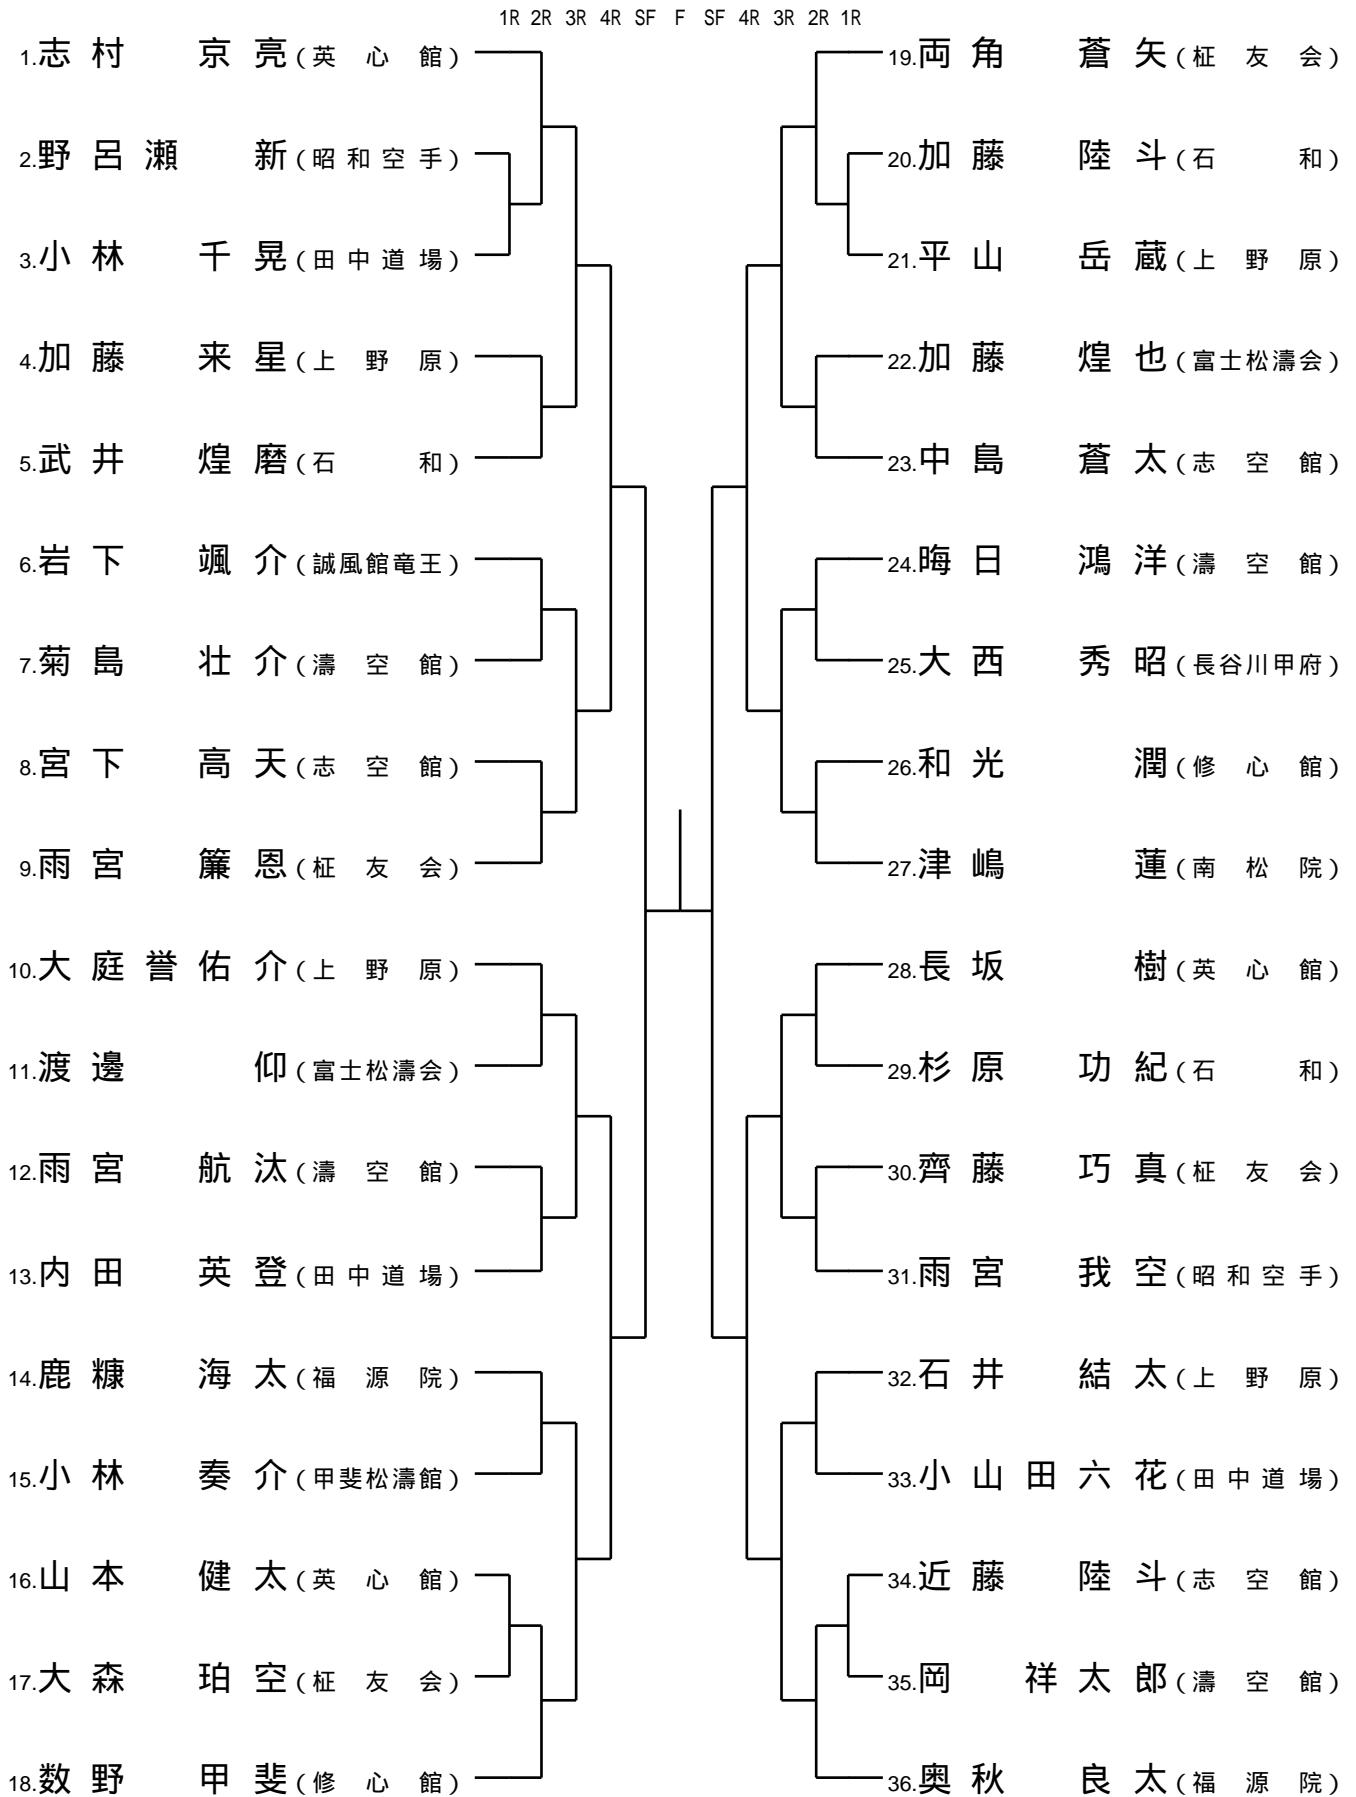 1R 2R 3R 4R SF F SF 4R 3R 2R 1R
1.志村 京亮(英心館)
2.野呂瀬 新(昭和空手)
3.小林 千晃(田中道場)
4.加藤 来星(上野原)
5.武井 煌磨(石和)
6.岩下 颯介(誠風館竜王)
7.菊島 壮介(濤空館)
8.宮下 高天(志空館)
9.雨宮 簾恩(柾友会)
10.大庭誉佑介(上野原)
11.渡邊 仰(富士松濤会)
12.雨宮 航汰(濤空館)
13.内田 英登(田中道場)
14.鹿糠 海太(福源院)
15.小林 奏介(甲斐松濤館)
16.山本 健太(英心館)
17.大森 珀空(柾友会)
18.数野 甲斐(修心館)
19.両角 蒼矢(柾友会)
20.加藤 陸斗(石和)
21.平山 岳蔵(上野原)
22.加藤 煌也(富士松濤会)
23.中島 蒼太(志空館)
24.晦日 鴻洋(濤空館)
25.大西 秀昭(長谷川甲府)
26.和光 潤(修心館)
27.津嶋 蓮(南松院)
28.長坂 樹(英心館)
29.杉原 功紀(石和)
30.齊藤 巧真(柾友会)
31.雨宮 我空(昭和空手)
32.石井 結太(上野原)
33.小山田六花(田中道場)
34.近藤 陸斗(志空館)
35.岡 祥太郎(濤空館)
36.奥秋 良太(福源院)